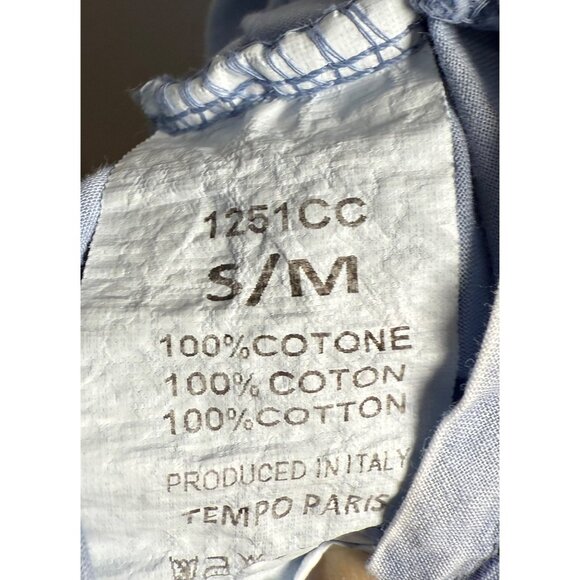 1251CC
S/M
100%COTONE
100% COTON
100%COTTON
PRODUCED IN ITALY
TEMPO PARIS